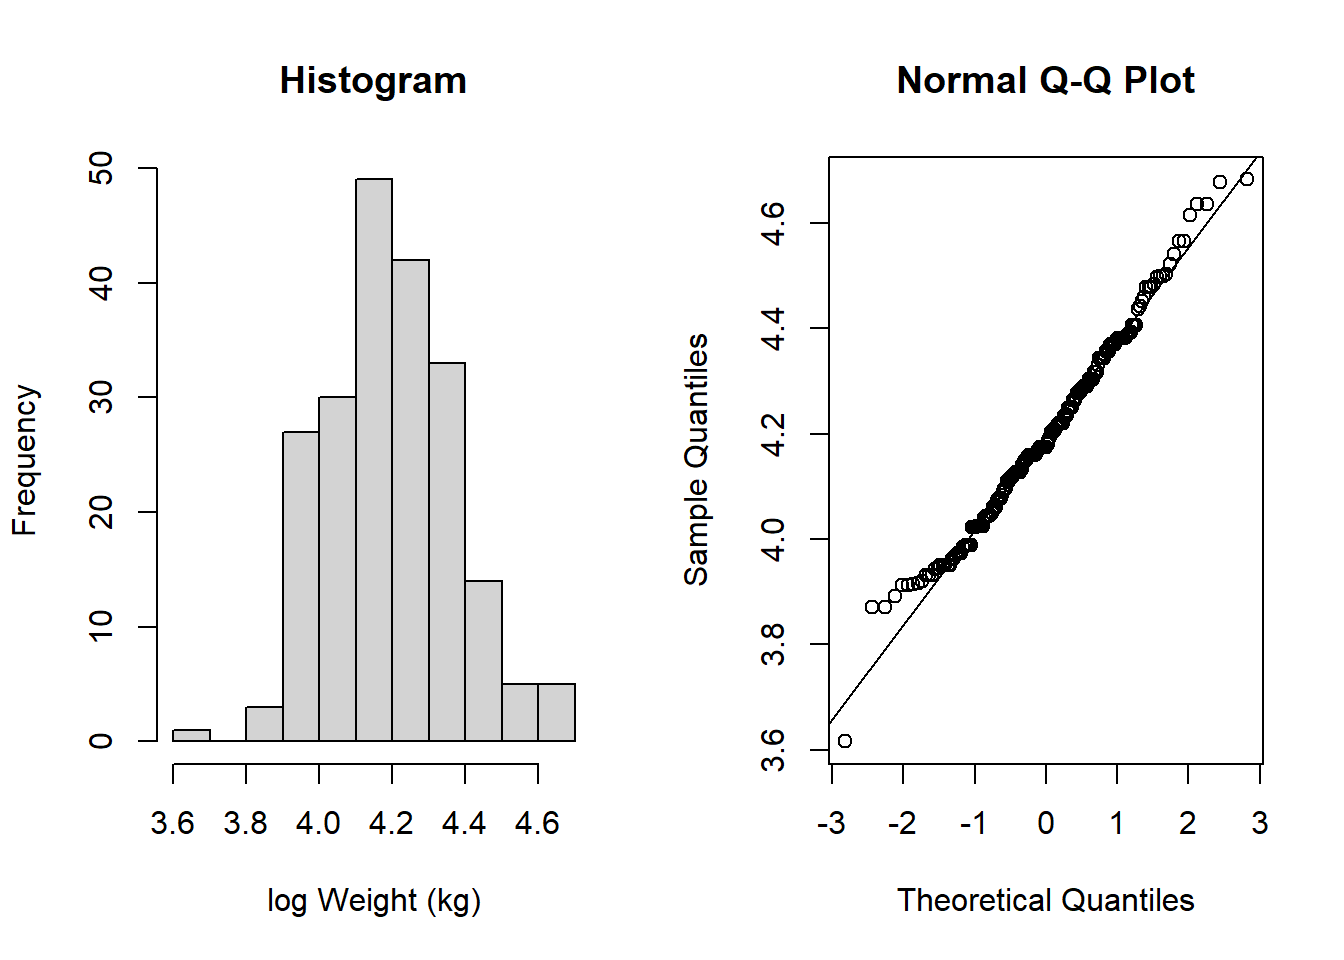 Histogram
Frequency
0 10 20 30 40 50
3.6 3.8 4.0 4.2 4.4 4.6
log Weight (kg)
Normal Q-Q Plot
Sample Quantiles
3.6 3.8 4.0 4.2 4.4 4.6
-3 -2 -1 0 1 2 3
Theoretical Quantiles